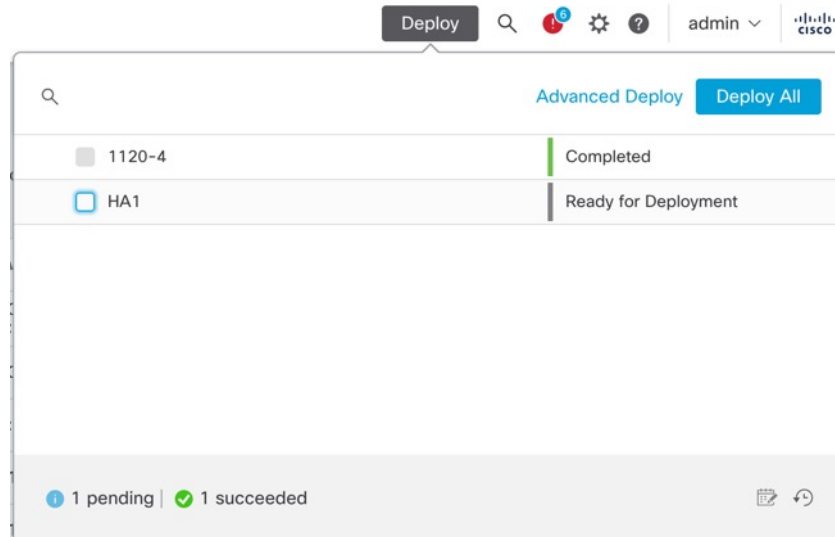 Deploy 6 admin CISCO
Advanced Deploy Deploy All
1120-4 Completed
HA1 Ready for Deployment
1 pending 1 succeeded